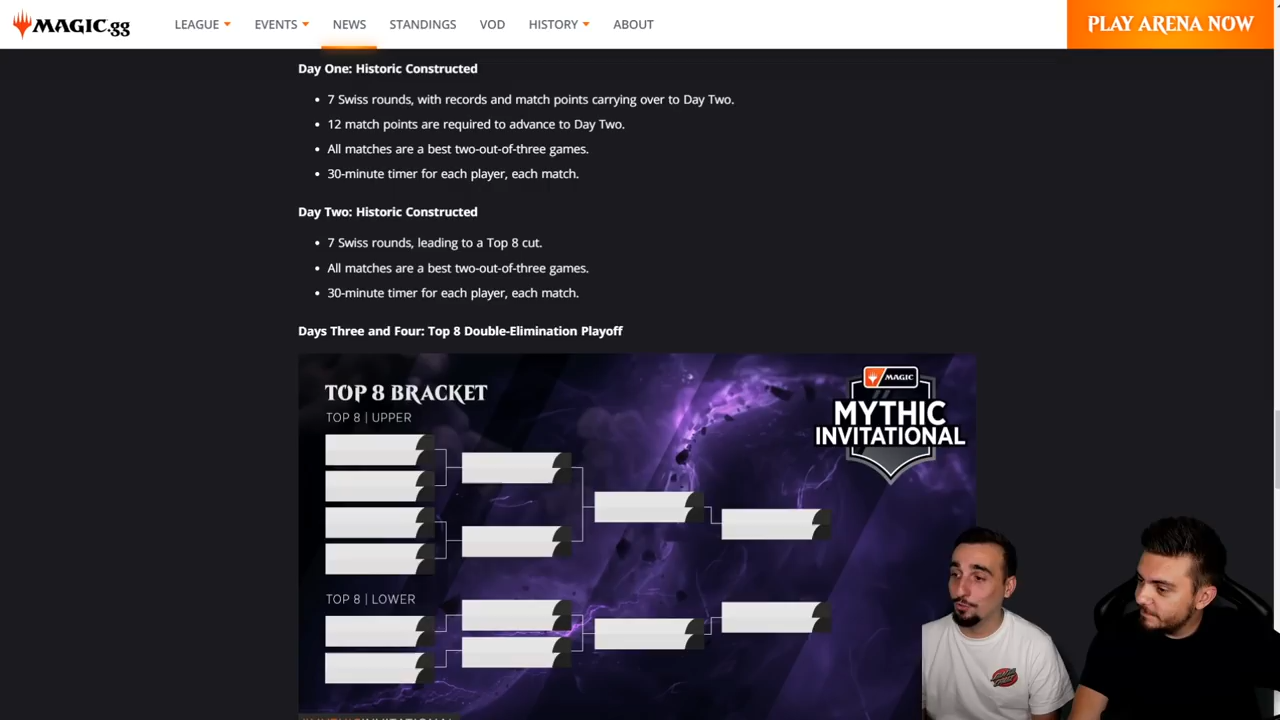 MAGIC.gg
LEAGUE EVENTS NEWS STANDINGS VOD HISTORY ABOUT
PLAY ARENA NOW
Day One: Historic Constructed
• 7 Swiss rounds, with records and match points carrying over to Day Two.
• 12 match points are required to advance to Day Two.
• All matches are a best two-out-of-three games.
• 30-minute timer for each player, each match.
Day Two: Historic Constructed
• 7 Swiss rounds, leading to a Top 8 cut.
• All matches are a best two-out-of-three games.
• 30-minute timer for each player, each match.
Days Three and Four: Top 8 Double-Elimination Playoff
TOP 8 BRACKET
TOP 8 | UPPER
MAGIC
MYTHIC
INVITATIONAL
TOP 8 | LOWER
#MYTHICINVITATIONAL